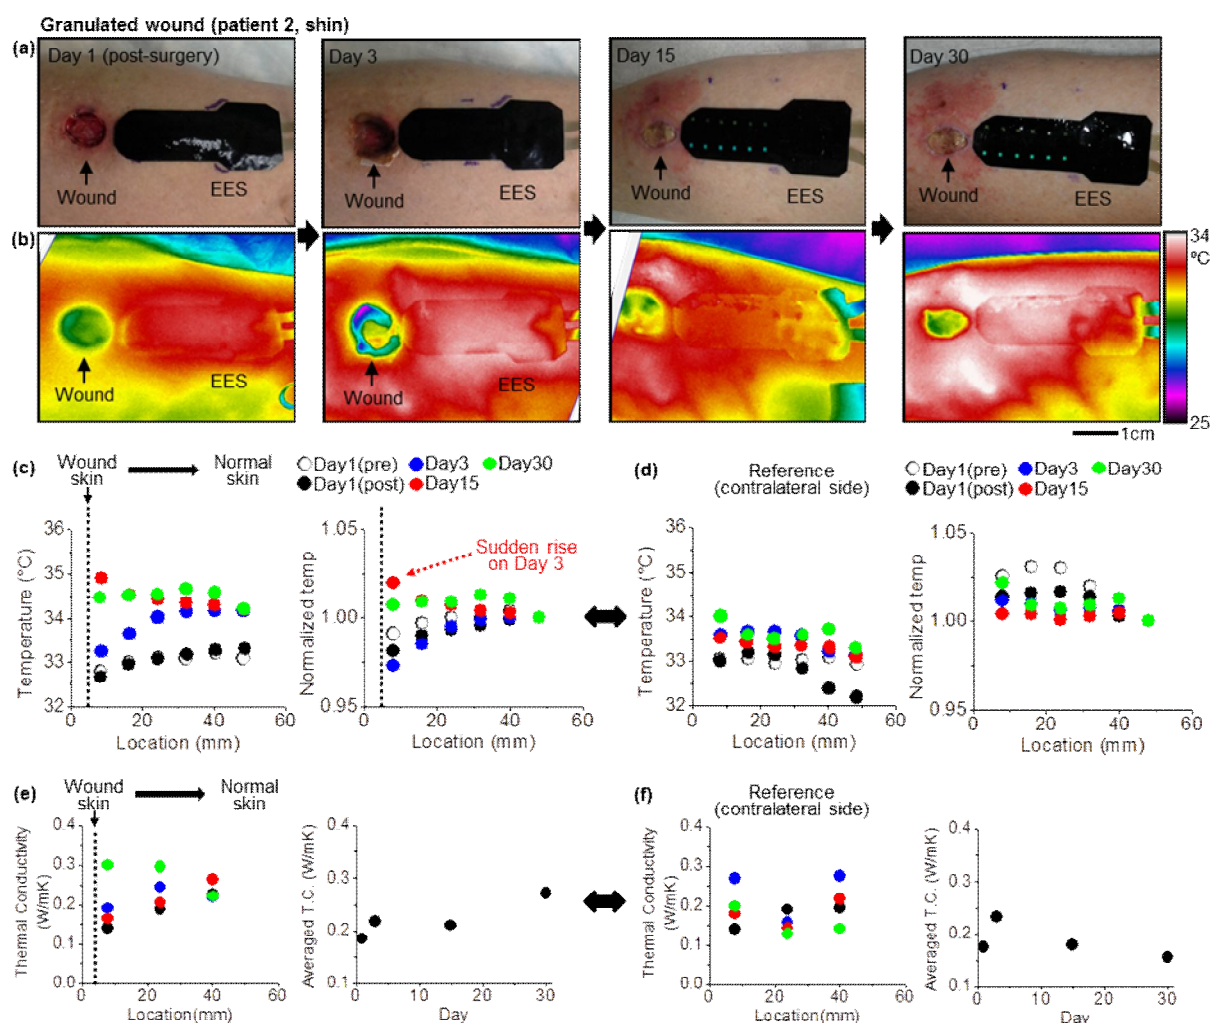 Granulated wound (patient 2, shin)
(a)
Day 1 (post-surgery)
Day 3
Day 15
Day 30
Wound
EES
Wound
EES
Wound
EES
Wound
EES
(b)
Wound
EES
Wound
EES
34
ºC
25
1cm
(c)
Wound skin
Normal skin
Day1(pre)
Day3
Day30
Day1(post)
Day15
36
35
34
33
32
0
20
40
60
Temperature (°C)
Location (mm)
1.05
1.00
0.95
0
20
40
60
Normalized temp
Location (mm)
Sudden rise
on Day 3
(d)
Reference
(contralateral side)
Day1(pre)
Day3
Day30
Day1(post)
Day15
36
35
34
33
32
0
20
40
60
Temperature (°C)
Location (mm)
1.05
1.00
0.95
0
10
20
30
40
50
60
Normalized temp
Location (mm)
(e)
Wound
skin
Normal
skin
0.4
0.3
0.2
0.1
0.0
0
20
40
60
Thermal Conductivity
(W/mK)
Location(mm)
0.4
0.3
0.2
0.1
0
10
20
30
Averaged T.C. (W/mK)
Day
(f)
Reference
(contralateral side)
0.4
0.3
0.2
0.1
0.0
0
20
40
60
Thermal Conductivity
(W/mK)
Location (mm)
0.4
0.3
0.2
0.1
0
10
20
30
Averaged T.C. (W/mK)
Day